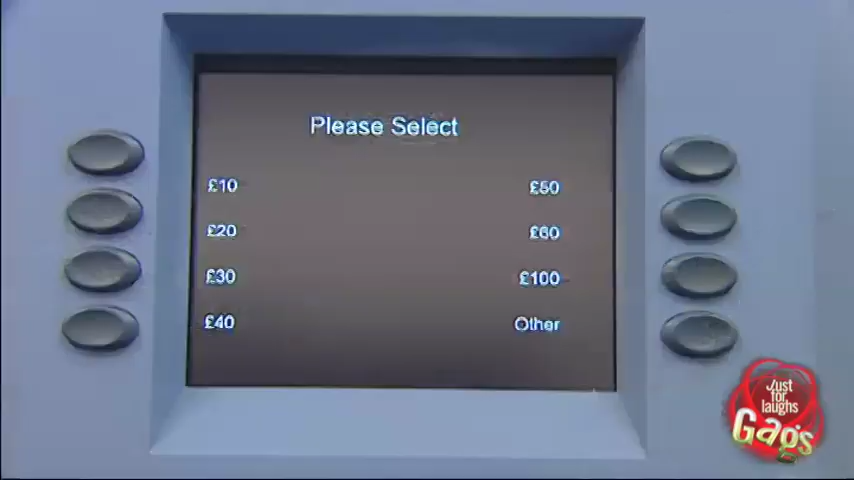 Please Select
£10
£50
£20
£60
£30
£100
£40
Other
Just
for
laughs
Gags